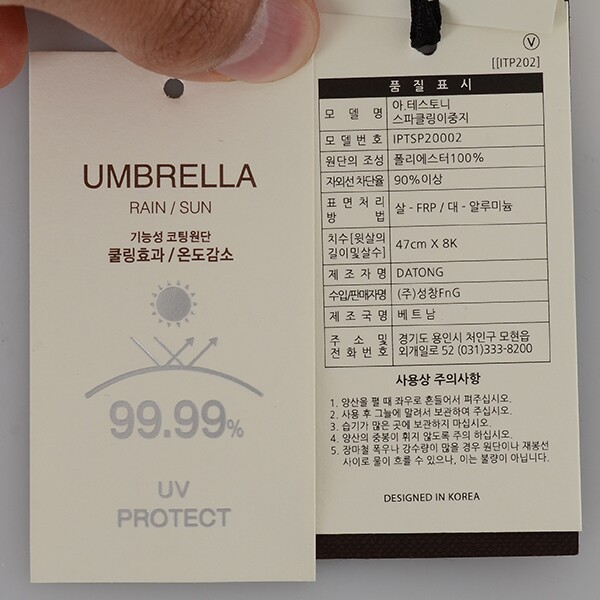 UMBRELLA
RAIN / SUN
기능성 코팅원단
쿨링효과 / 온도감소
99.99%
UV
PROTECT
V
[[ITP202]
품 질 표 시
모 델 명 아.테스토니
스파클링이중지
모 델 번 호 IPTSP20002
원단의 조성 폴리에스터100%
자외선 차단율 90%이상
표 면 처 리
방 법 살 - FRP / 대 - 알루미늄
치수[윗살의
길이및살수] 47cm X 8K
제 조 자 명 DATONG
수입/판매자명 (주)성창FnG
제 조 국 명 베트남
주 소 및
전 화 번 호 경기도 용인시 처인구 모현읍
외개일로 52 (031)333-8200
사용상 주의사항
1. 양산을 펼 때 좌우로 흔들어서 펴주십시오.
2. 사용 후 그늘에 말려서 보관하여 주십시오.
3. 습기가 많은 곳에 보관하지 마십시오.
4. 양산의 중봉이 휘지 않도록 주의 하십시오.
5. 장마철 폭우나 강수량이 많을 경우 원단이나 재봉선
사이로 물이 흐를 수 있으나, 이는 불량이 아닙니다.
DESIGNED IN KOREA